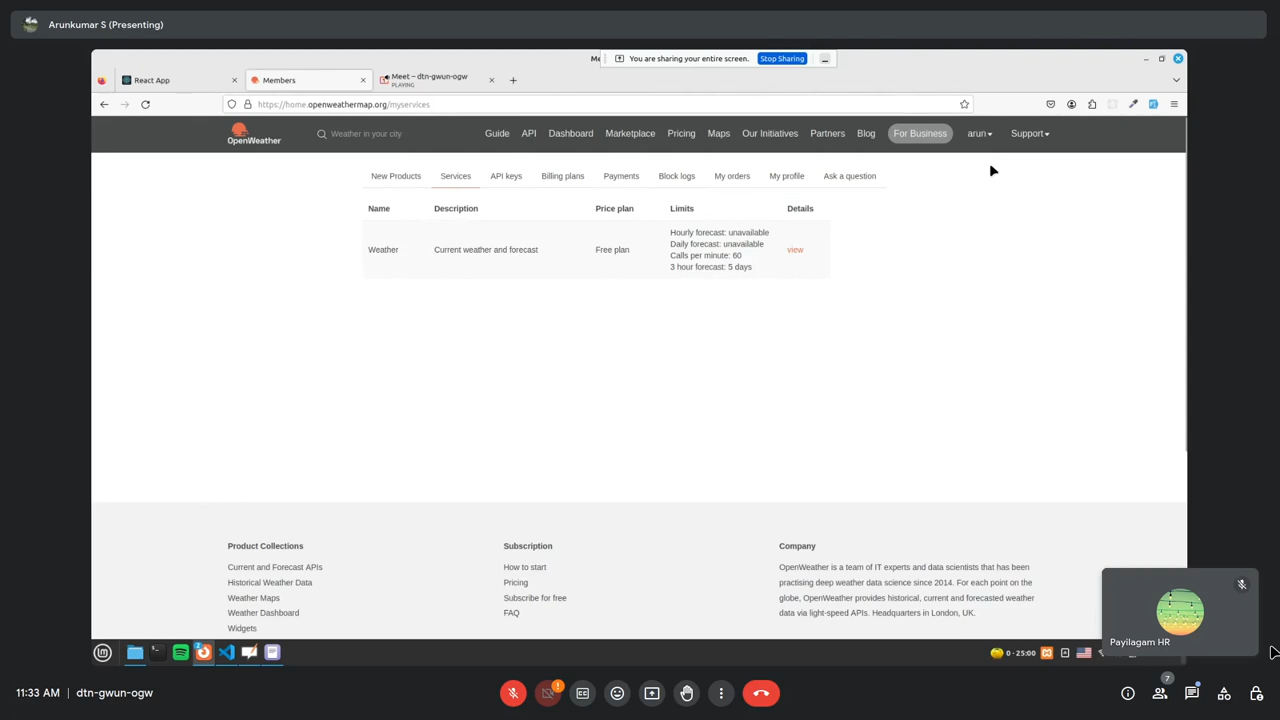 Arunkumar S (Presenting)
Me
You are sharing your entire screen.
Stop Sharing
React App
Members
Meet – dtn-gwun-ogw
PLAYING
https://home.openweathermap.org/myservices
OpenWeather
Weather in your city
Guide
API
Dashboard
Marketplace
Pricing
Maps
Our Initiatives
Partners
Blog
For Business
arun
Support
New Products
Services
API keys
Billing plans
Payments
Block logs
My orders
My profile
Ask a question
Name
Description
Price plan
Limits
Details
Weather
Current weather and forecast
Free plan
Hourly forecast: unavailable
Daily forecast: unavailable
Calls per minute: 60
3 hour forecast: 5 days
view
Product Collections
Current and Forecast APIs
Historical Weather Data
Weather Maps
Weather Dashboard
Widgets
Subscription
How to start
Pricing
Subscribe for free
FAQ
Company
OpenWeather is a team of IT experts and data scientists that has been
practising deep weather data science since 2014. For each point on the
globe, OpenWeather provides historical, current and forecasted weather
data via light-speed APIs. Headquarters in London, UK.
Payilagam HR
0 · 25:00
11:33 AM
dtn-gwun-ogw
7